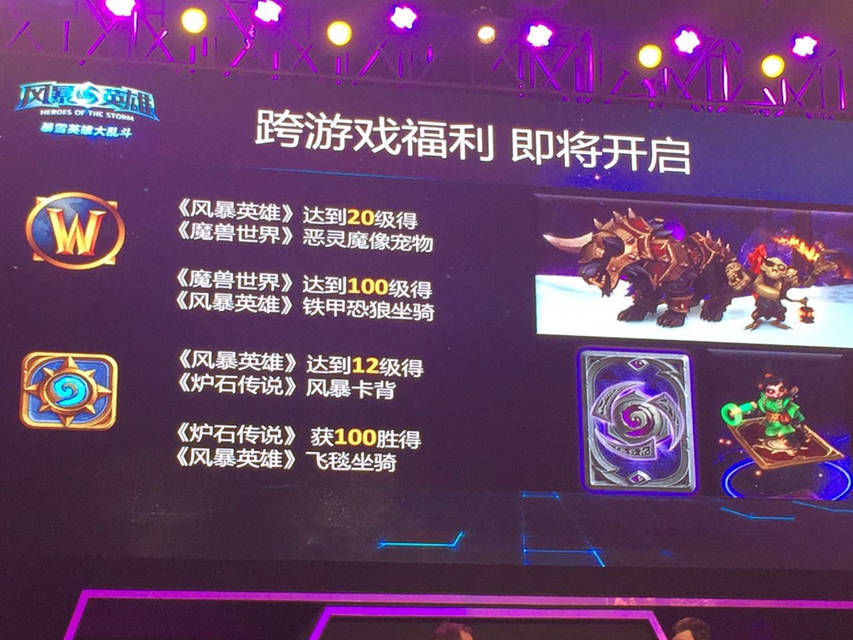 风暴英雄
HEROES OF THE STORM
暴雪英雄大乱斗
跨游戏福利 即将开启
W
《风暴英雄》达到20级得
《魔兽世界》恶灵魔像宠物
《魔兽世界》达到100级得
《风暴英雄》铁甲恐狼坐骑
《风暴英雄》达到12级得
《炉石传说》风暴卡背
《炉石传说》获100胜得
《风暴英雄》飞毯坐骑